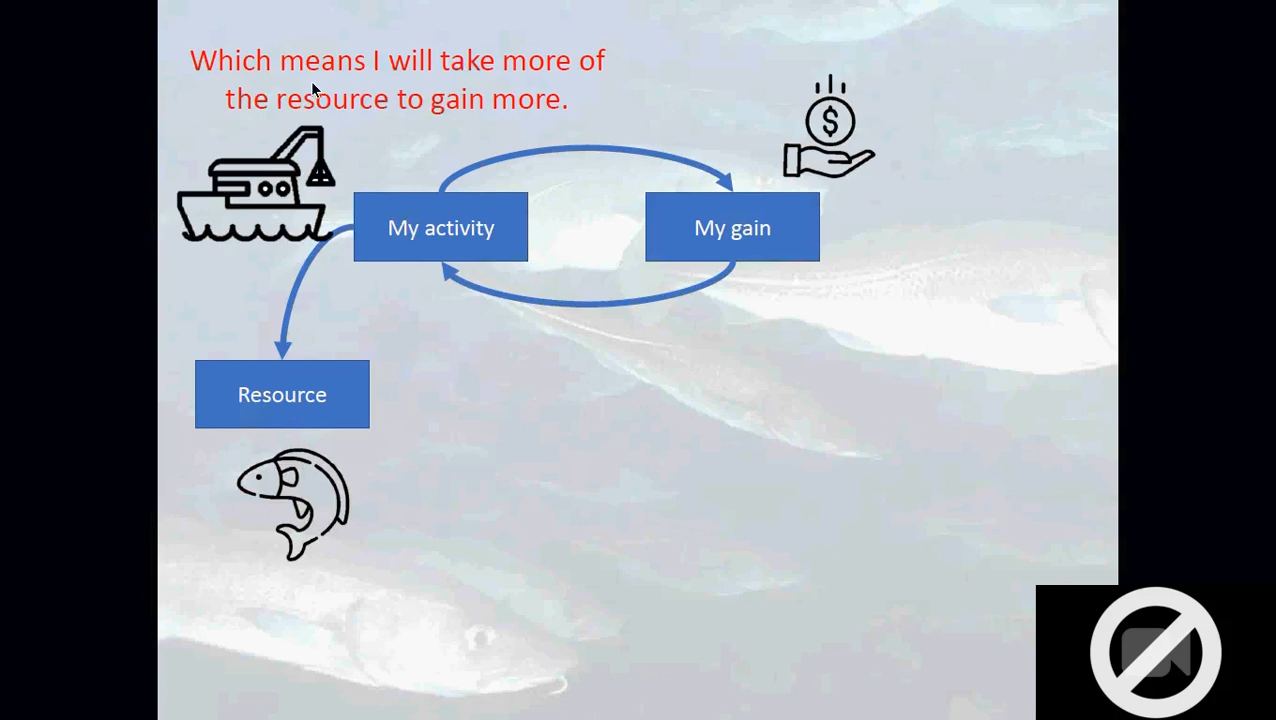 Which means I will take more of
the resource to gain more.
$
My activity
My gain
Resource